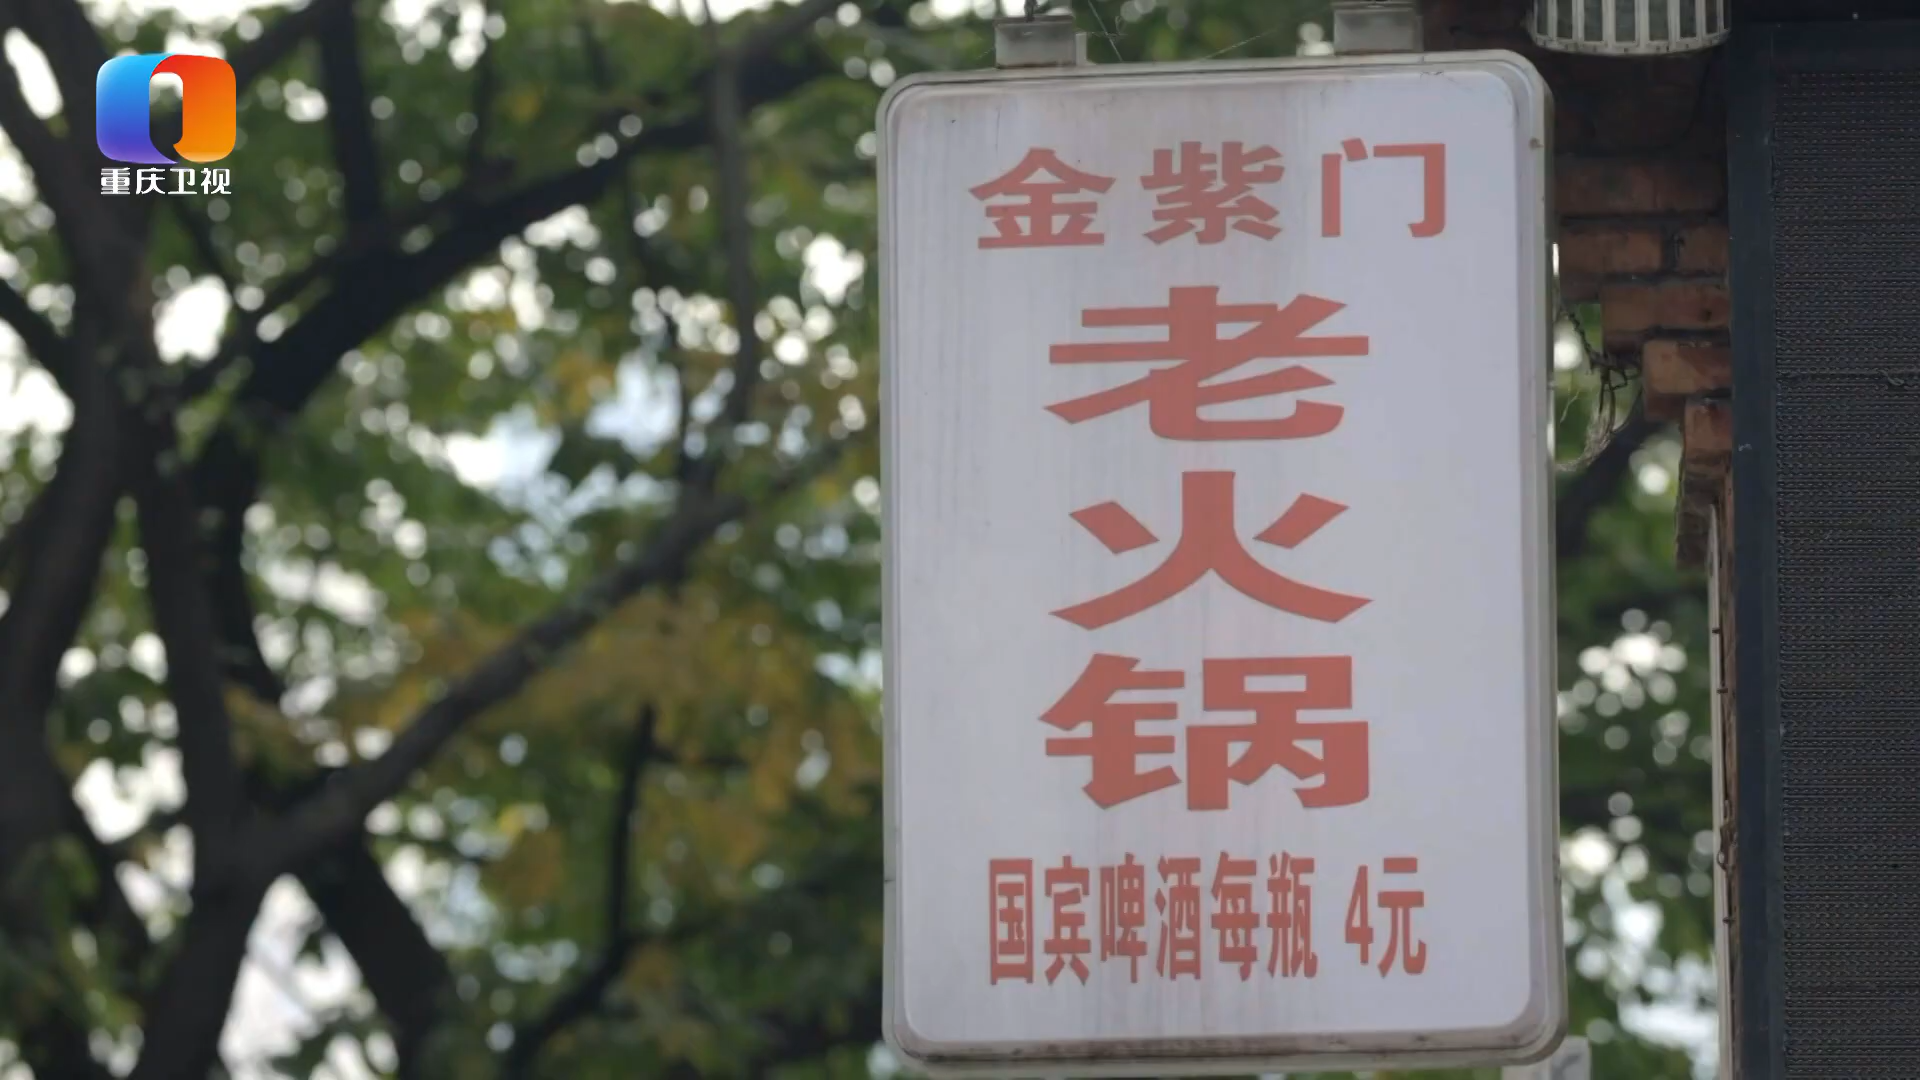 重庆卫视
金紫门
老
火
锅
国宾啤酒每瓶 4元